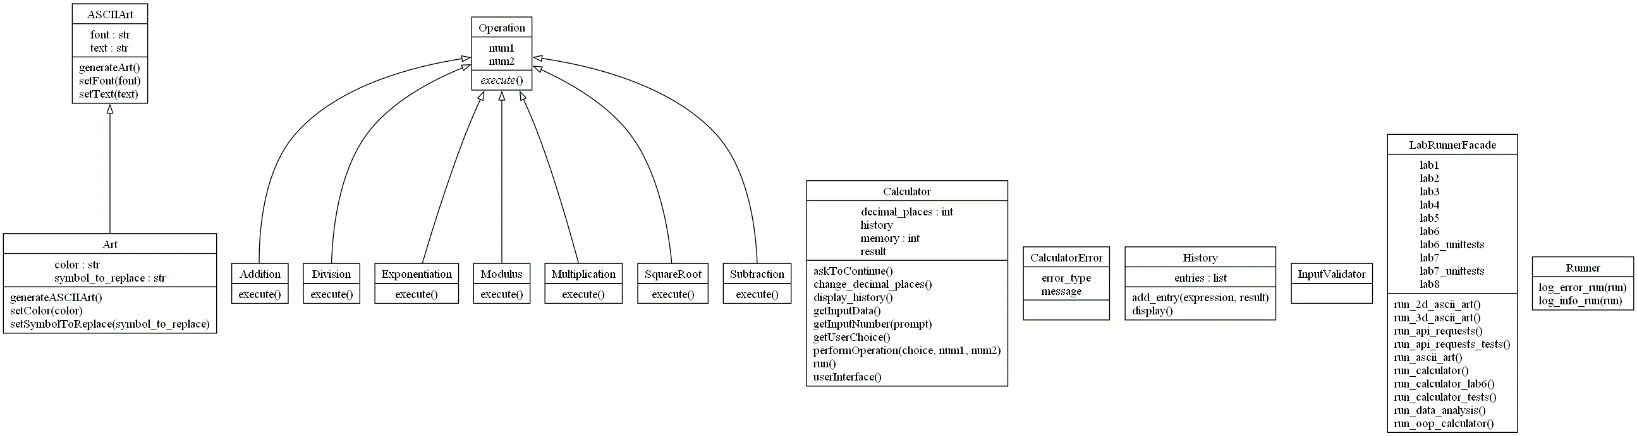 ASCIIArt
font : str
text : str
generateArt()
setFont(font)
setText(text)
Art
color : str
symbol_to_replace : str
generateASCIIArt()
setColor(color)
setSymbolToReplace(symbol_to_replace)
Operation
num1
num2
execute()
Addition
execute()
Division
execute()
Exponentiation
execute()
Modulus
execute()
Multiplication
execute()
SquareRoot
execute()
Subtraction
execute()
Calculator
decimal_places : int
history
memory : int
result
askToContinue()
change_decimal_places()
display_history()
getInputData()
getInputNumber(prompt)
getUserChoice()
performOperation(choice, num1, num2)
run()
userInterface()
CalculatorError
error_type
message
History
entries : list
add_entry(expression, result)
display()
InputValidator
LabRunnerFacade
lab1
lab2
lab3
lab4
lab5
lab6
lab6_unittests
lab7
lab7_unittests
lab8
run_2d_ascii_art()
run_3d_ascii_art()
run_api_requests()
run_api_requests_tests()
run_ascii_art()
run_calculator()
run_calculator_lab6()
run_calculator_tests()
run_data_analysis()
run_oop_calculator()
Runner
log_error_run(run)
log_info_run(run)